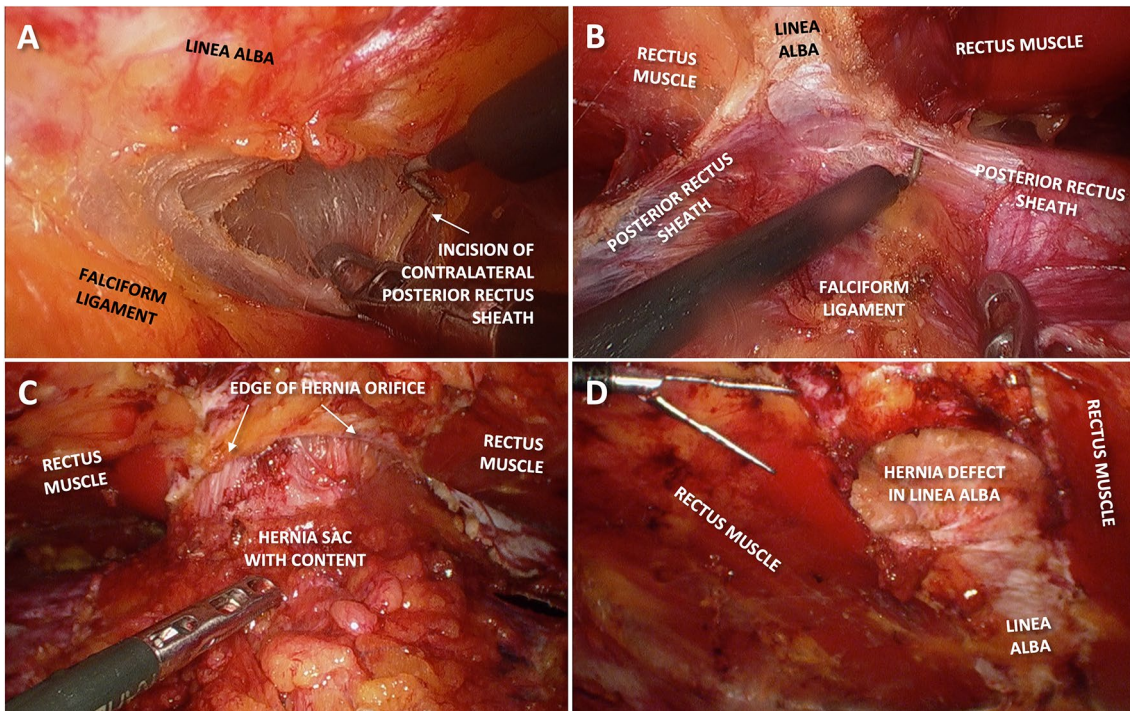 A
LINEA ALBA
INCISION OF
CONTRALATERAL
POSTERIOR RECTUS
SHEATH
FALCIFORM
LIGAMENT
B
LINEA
ALBA
RECTUS
MUSCLE
RECTUS MUSCLE
POSTERIOR RECTUS
SHEATH
POSTERIOR RECTUS
SHEATH
FALCIFORM
LIGAMENT
C
EDGE OF HERNIA ORIFICE
RECTUS
MUSCLE
RECTUS
MUSCLE
HERNIA SAC
WITH CONTENT
D
HERNIA DEFECT
IN LINEA ALBA
RECTUS MUSCLE
RECTUS MUSCLE
LINEA
ALBA